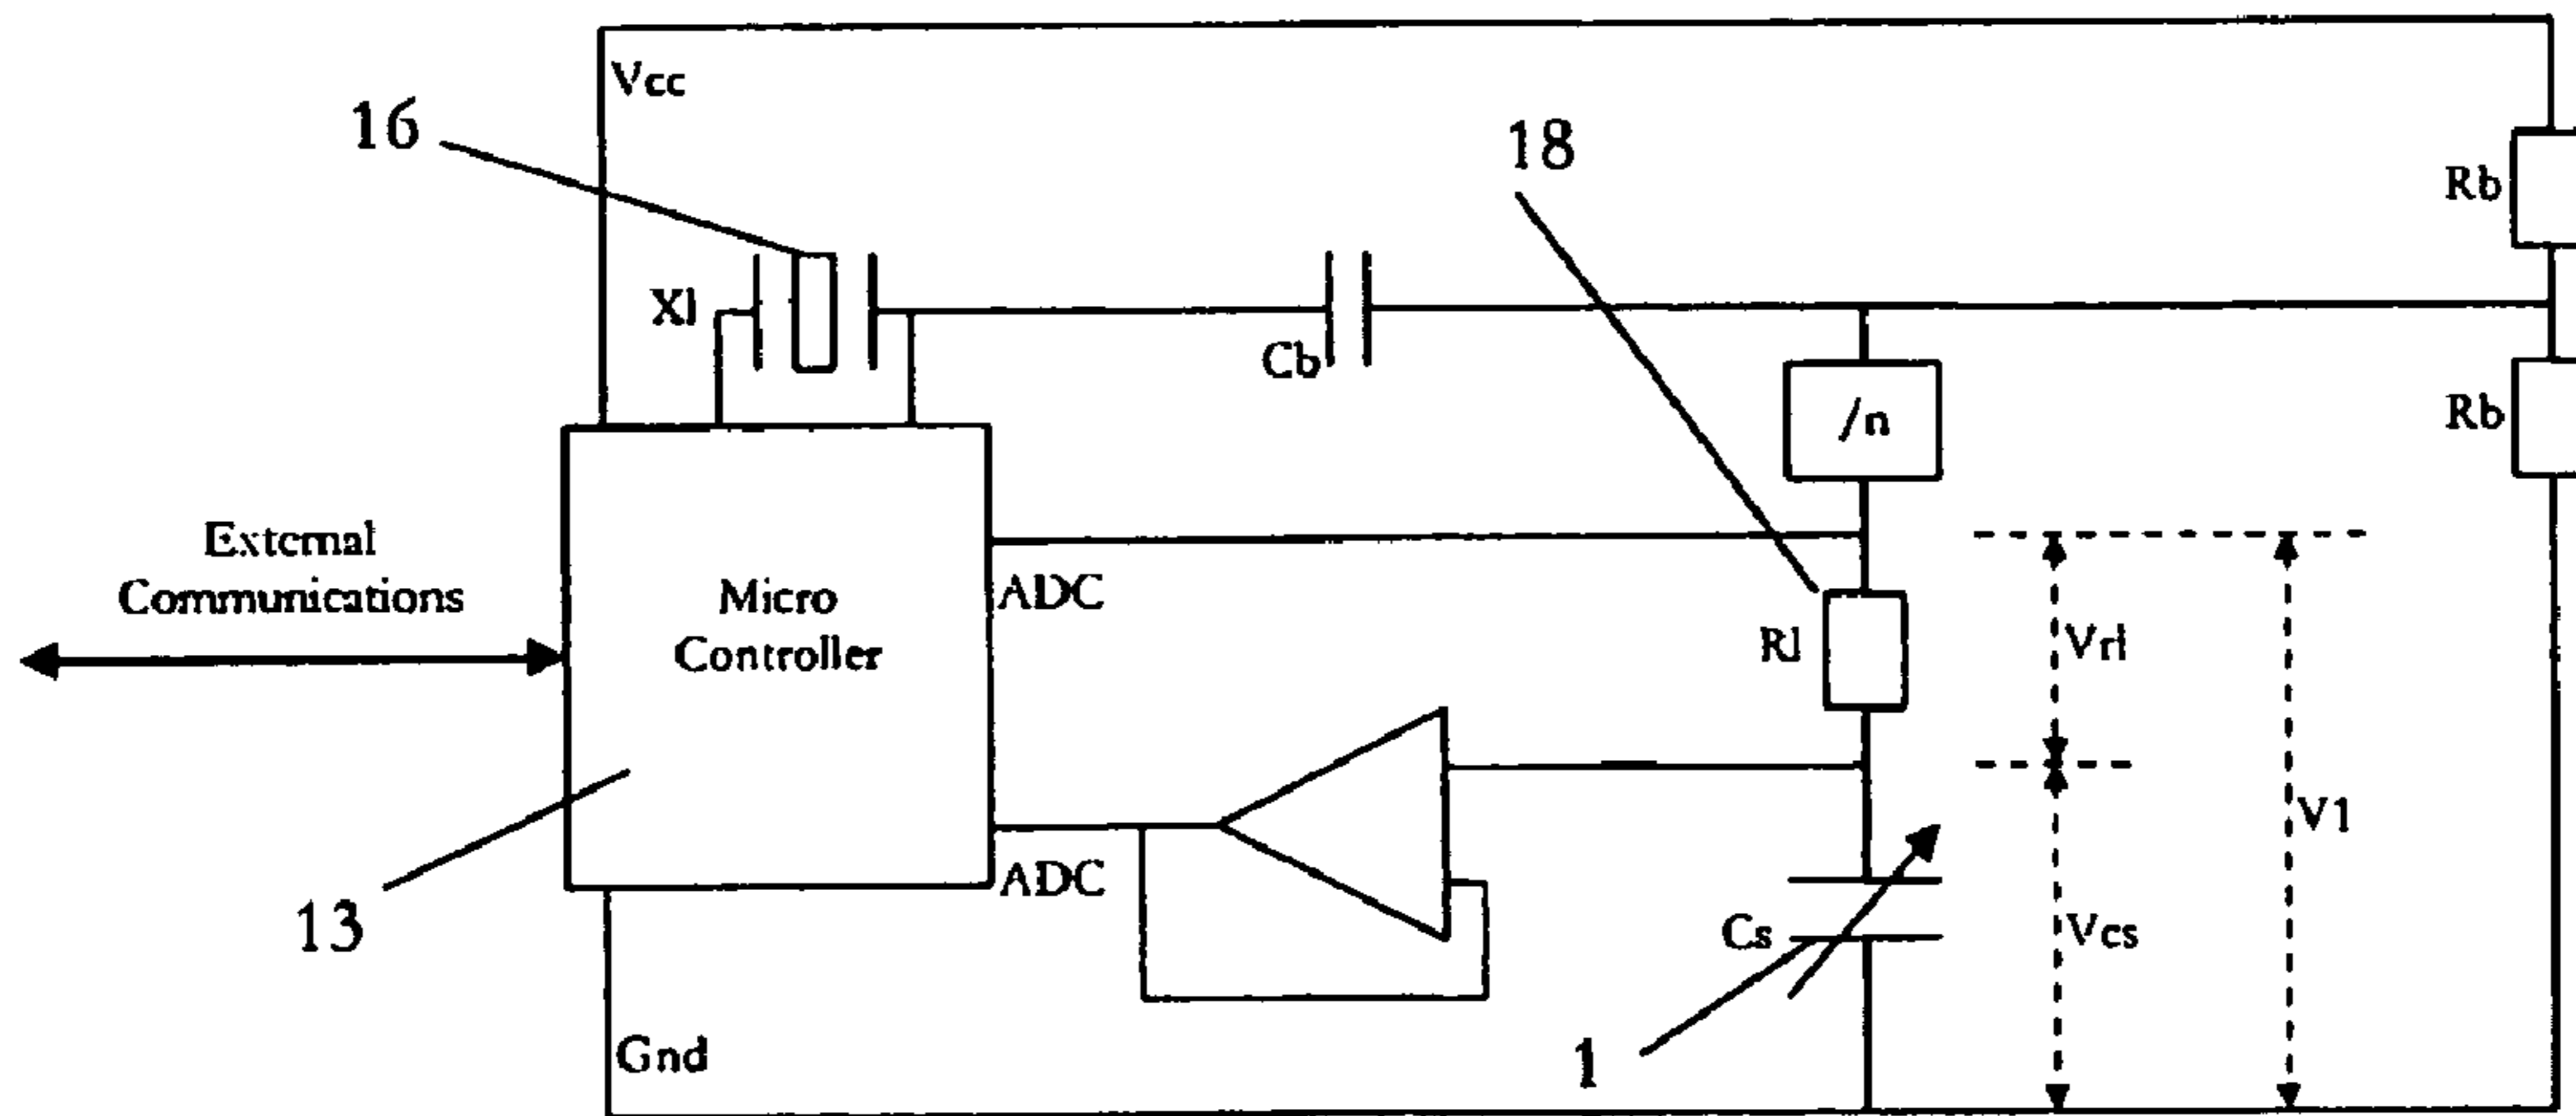 Vcc
16
18
Rb
Xl
Cb
/n
Rb
External
Communications
Micro
Controller
ADC
Rl
Vrl
V1
ADC
Cs
Vcs
13
1
Gnd